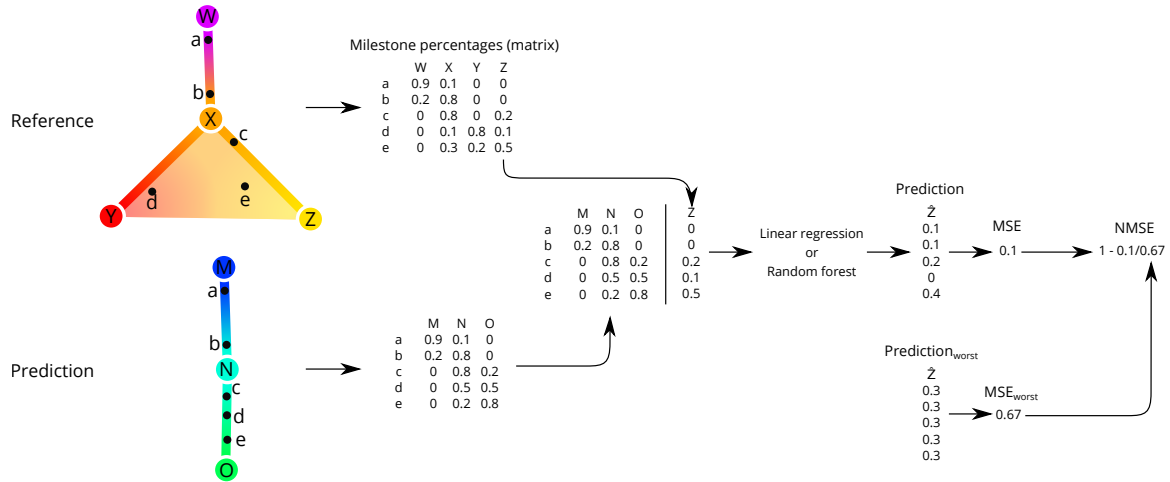 W
a
b
Reference
X
c
d
e
Y
Z
Milestone percentages (matrix)
W X Y Z
a 0.9 0.1 0 0
b 0.2 0.8 0 0
c 0 0.8 0 0.2
d 0 0.1 0.8 0.1
e 0 0.3 0.2 0.5
M
a
b
Prediction
N
c
d
e
O
M N O
a 0.9 0.1 0
b 0.2 0.8 0
c 0 0.8 0.2
d 0 0.5 0.5
e 0 0.2 0.8
M N O Z
a 0.9 0.1 0 0
b 0.2 0.8 0 0
c 0 0.8 0.2 0.2
d 0 0.5 0.5 0.1
e 0 0.2 0.8 0.5
Linear regression
or
Random forest
Prediction
Ẑ
0.1
0.1
0.2
0
0.4
MSE
0.1
NMSE
1 - 0.1/0.67
Predictionworst
Ẑ
0.3
0.3
0.3
0.3
0.3
MSEworst
0.67